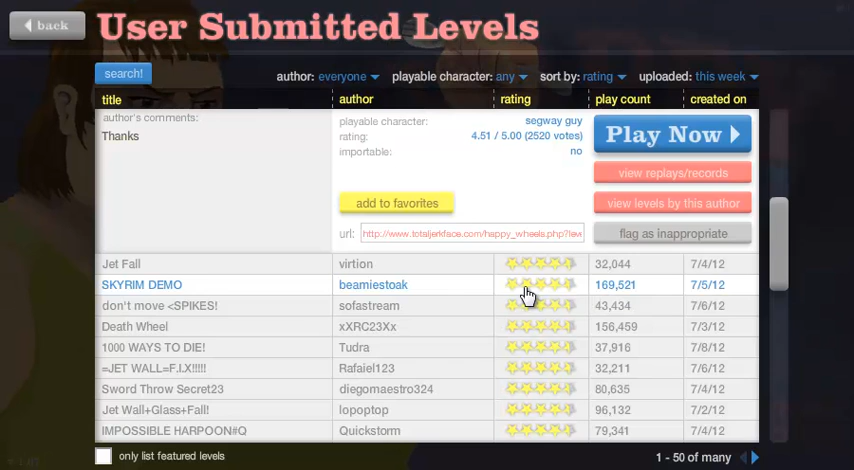 back
User Submitted Levels
search!
author: everyone playable character: any sort by: rating uploaded: this week
title author rating play count created on
author's comments:
Thanks
playable character: segway guy
rating: 4.51 / 5.00 (2520 votes)
importable: no
Play Now
view replays/records
add to favorites
view levels by this author
url: http://www.totaljerkface.com/happy_wheels.php?leve
flag as inappropriate
Jet Fall virtion 32,044 7/4/12
SKYRIM DEMO beamiestoak 169,521 7/5/12
don't move <SPIKES! sofastream 43,434 7/6/12
Death Wheel xXRC23Xx 156,459 7/3/12
1000 WAYS TO DIE! Tudra 37,916 7/8/12
=JET WALL=F.I.X!!!!! Rafaiel123 32,211 7/6/12
Sword Throw Secret23 diegomaestro324 80,635 7/4/12
Jet Wall+Glass+Fall! lopoptop 96,132 7/2/12
IMPOSSIBLE HARPOON#Q Quickstorm 79,341 7/4/12
only list featured levels
1 - 50 of many